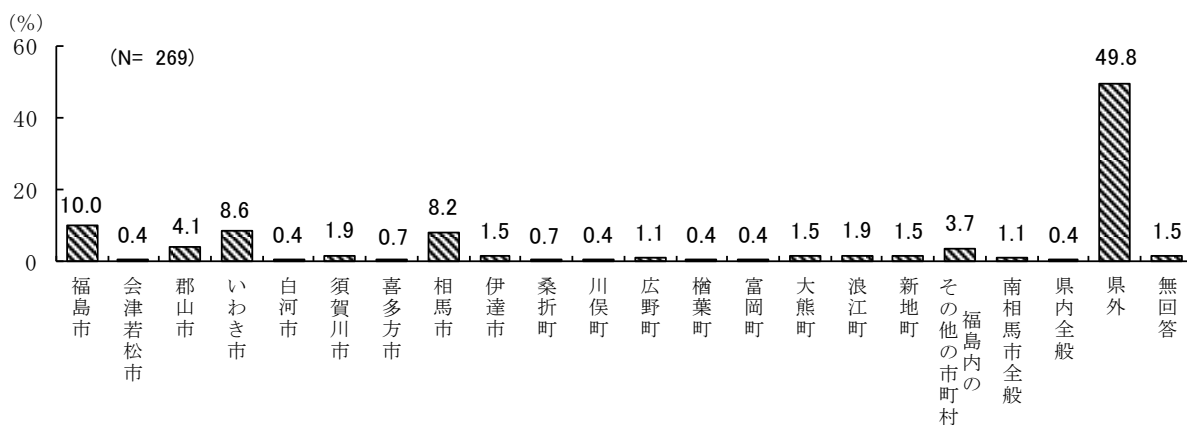 (%)
60
40
20
0
(N= 269)
10.0
0.4
4.1
8.6
0.4
1.9
0.7
8.2
1.5
0.7
0.4
1.1
0.4
0.4
1.5
1.9
1.5
3.7
1.1
0.4
49.8
1.5
福島市
会津若松市
郡山市
いわき市
白河市
須賀川市
喜多方市
相馬市
伊達市
桑折町
川俣町
広野町
楢葉町
富岡町
大熊町
浪江町
新地町
福島内の
その他の市町村
南相馬市全般
県内全般
県外
無回答